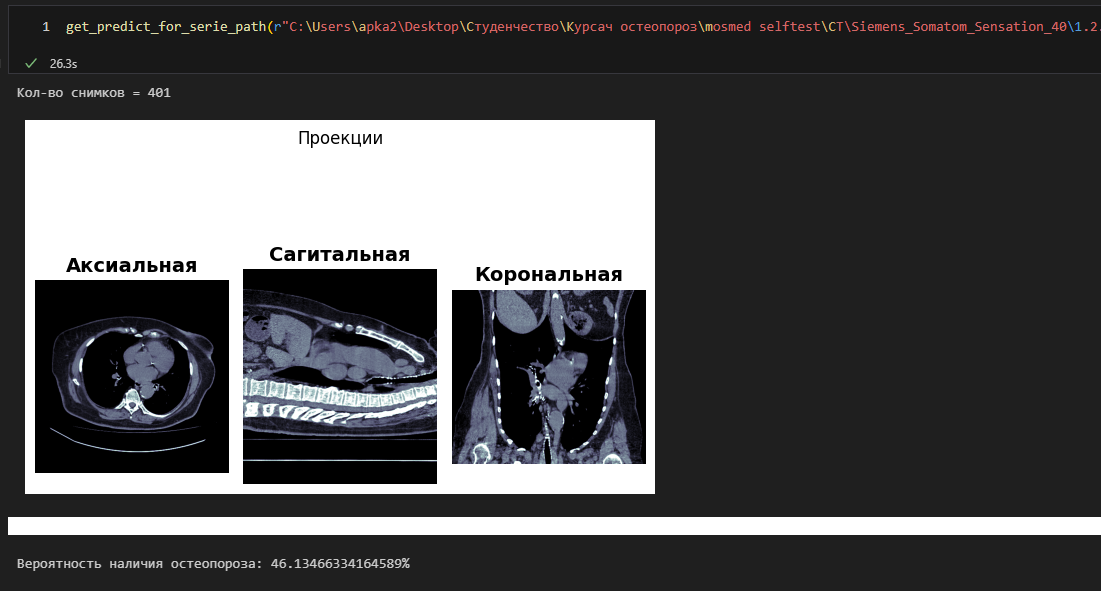 1 get_predict_for_serie_path(r"C:\Users\apka2\Desktop\Студенчество\Курсач остеопороз\mosmed selftest\CT\Siemens_Somatom_Sensation_40\1.2.
26.3s
Кол-во снимков = 401
Проекции
Аксиальная
Сагитальная
Корональная
Вероятность наличия остеопороза: 46.13466334164589%